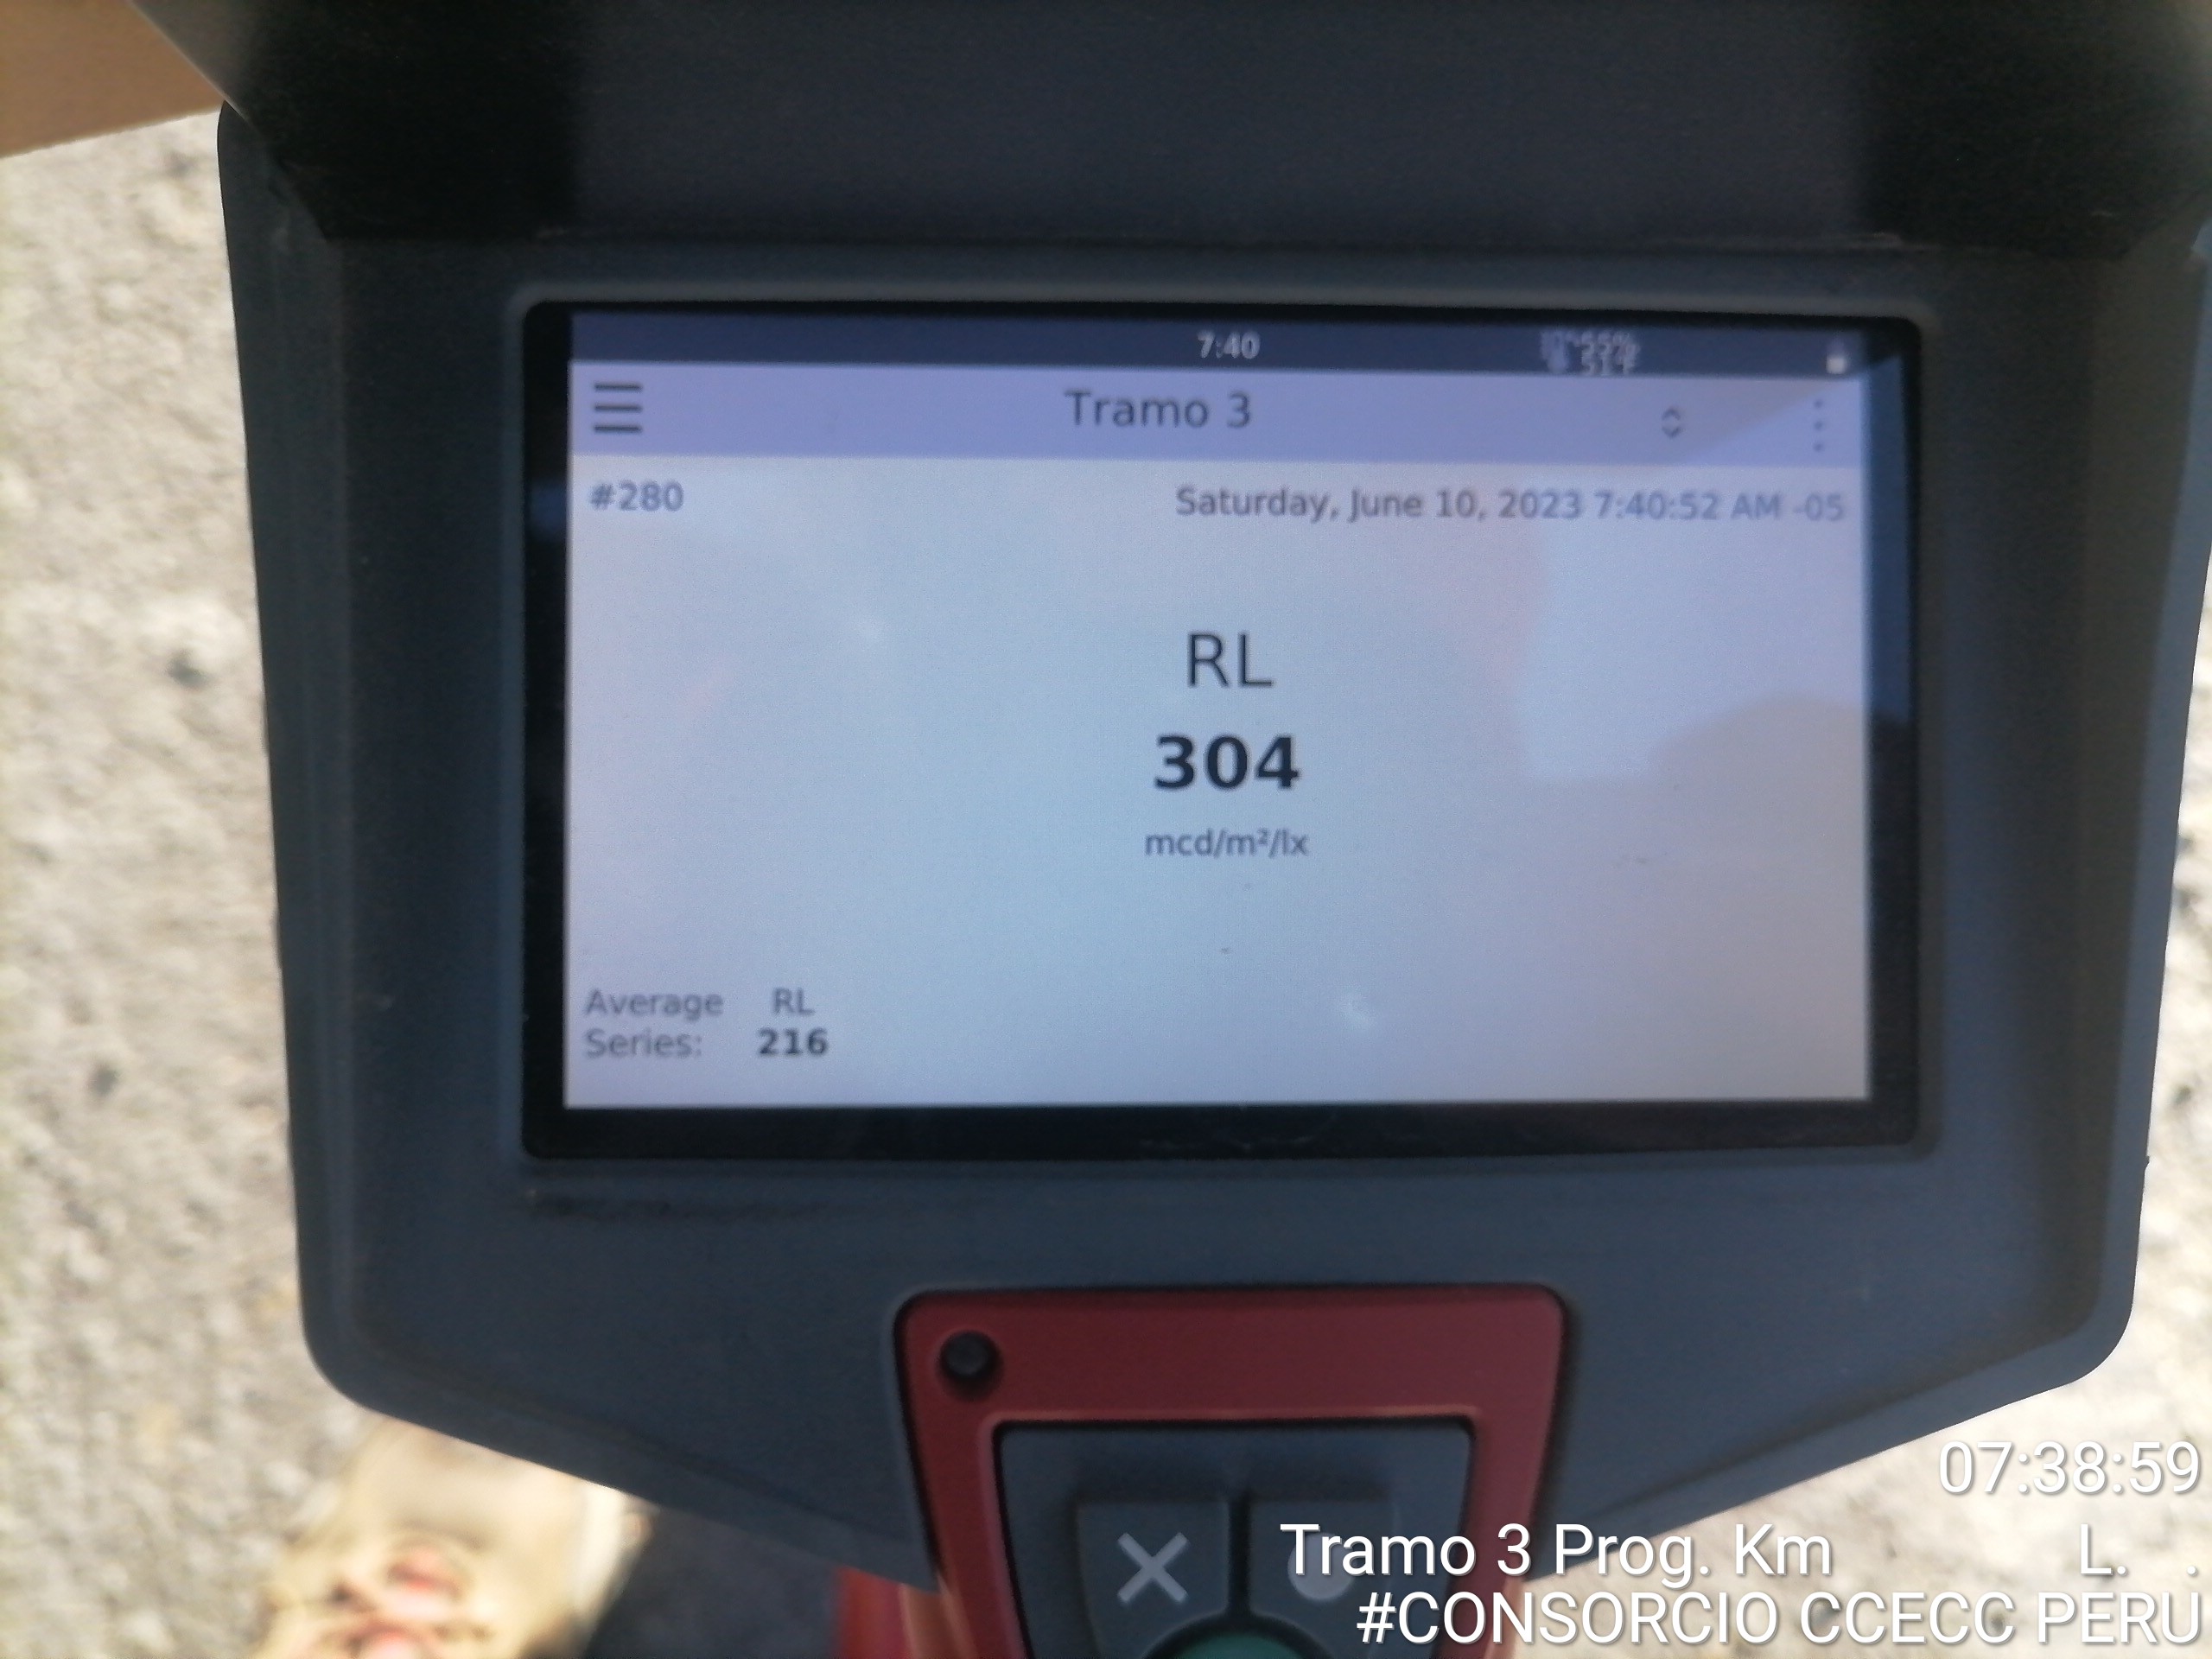 7:40
Tramo 3
#280
Saturday, June 10, 2023 7:40:52 AM -05
RL
304
mcd/m²/lx
Average RL
Series: 216
07:38:59
Tramo 3 Prog. Km L. .
#CONSORCIO CCECC PERU